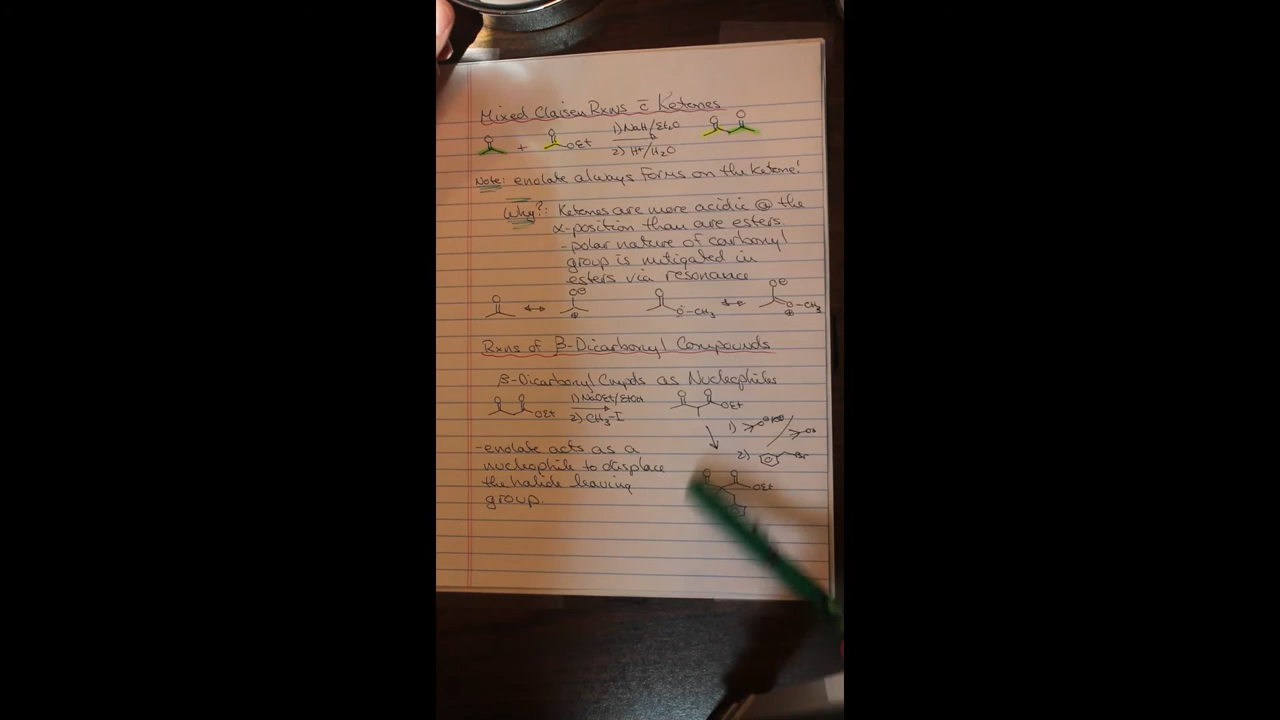 Mixed Claisen Rxns c̄ Ketones
O + O OEt 1) NaH/Et₂O O O
2) H⁺/H₂O
Note: enolate always forms on the ketone!
Why?: Ketones are more acidic @ the
α-position than are esters.
-polar nature of carbonyl
group is mitigated in
esters via resonance
O ↔ O⊖ ⊕ O Ö-CH₃ ↔ O⊖ O-CH₃ ⊕
Rxns of β-Dicarbonyl Compounds
β-Dicarbonyl Cmpds as Nucleophiles
O O OEt 1) NaOEt/EtOH O O OEt
2) CH₃-I
1)
-enolate acts as a
nucleophile to displace 2) Br
the halide leaving O OEt
group.